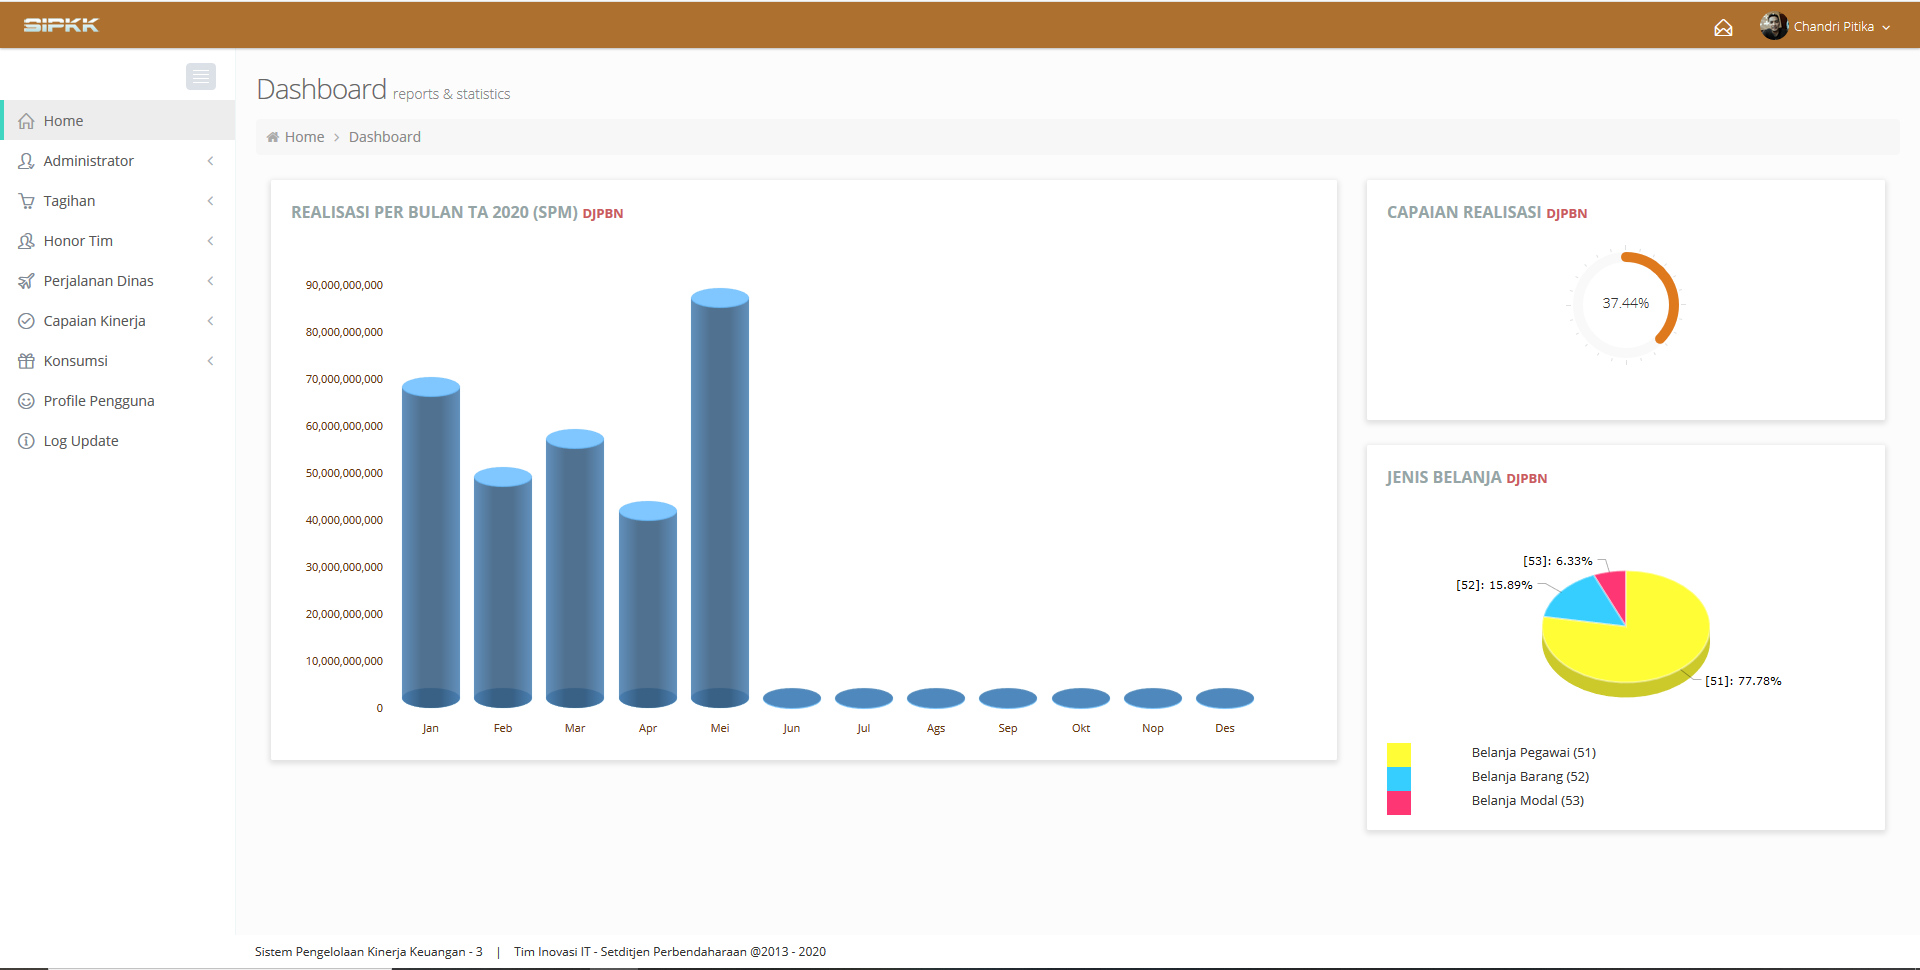 SIPKK
Chandri Pitika
Home
Administrator
Tagihan
Honor Tim
Perjalanan Dinas
Capaian Kinerja
Konsumsi
Profile Pengguna
Log Update
Dashboard reports & statistics
Home > Dashboard
REALISASI PER BULAN TA 2020 (SPM) DJPBN
90,000,000,000
80,000,000,000
70,000,000,000
60,000,000,000
50,000,000,000
40,000,000,000
30,000,000,000
20,000,000,000
10,000,000,000
0
Jan Feb Mar Apr Mei Jun Jul Ags Sep Okt Nop Des
CAPAIAN REALISASI DJPBN
37.44%
JENIS BELANJA DJPBN
[53]: 6.33%
[52]: 15.89%
[51]: 77.78%
Belanja Pegawai (51)
Belanja Barang (52)
Belanja Modal (53)
Sistem Pengelolaan Kinerja Keuangan - 3 | Tim Inovasi IT - Setditjen Perbendaharaan @2013 - 2020